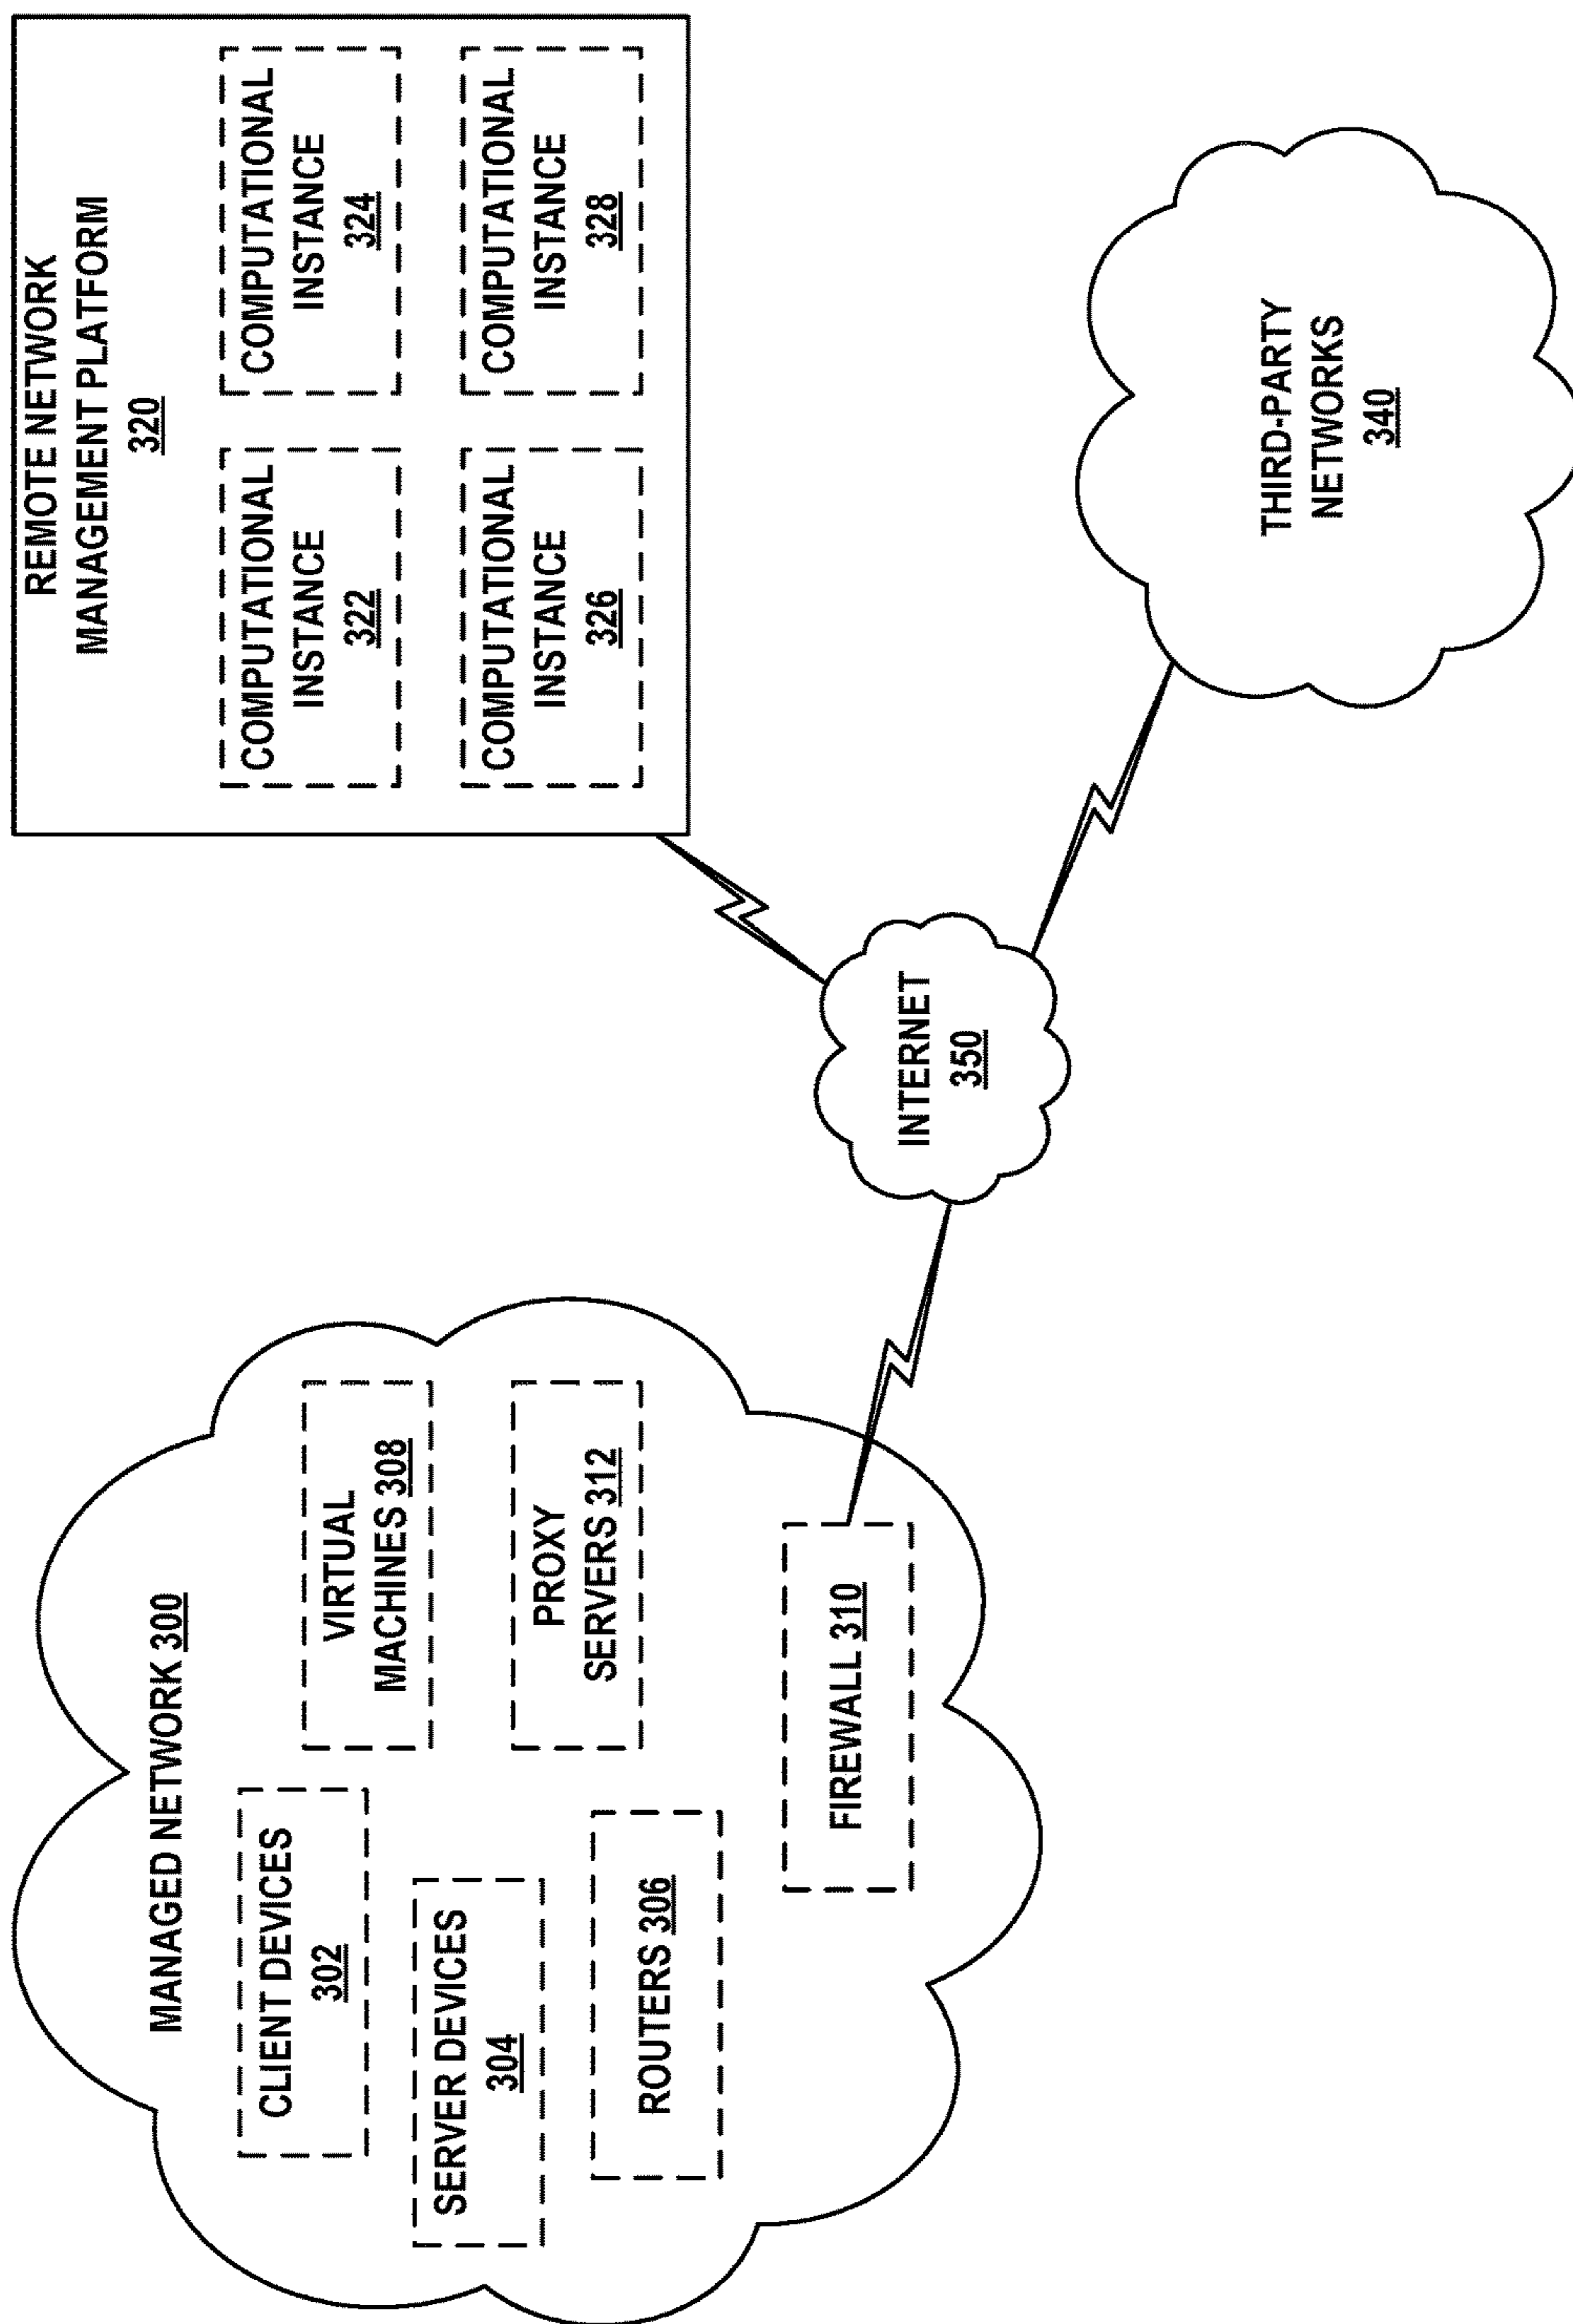 MANAGED NETWORK 300
CLIENT DEVICES
302
SERVER DEVICES
304
ROUTERS 306
VIRTUAL
MACHINES 308
PROXY
SERVERS 312
FIREWALL 310
INTERNET
350
REMOTE NETWORK
MANAGEMENT PLATFORM
320
COMPUTATIONAL
INSTANCE
322
COMPUTATIONAL
INSTANCE
324
COMPUTATIONAL
INSTANCE
326
COMPUTATIONAL
INSTANCE
328
THIRD-PARTY
NETWORKS
340